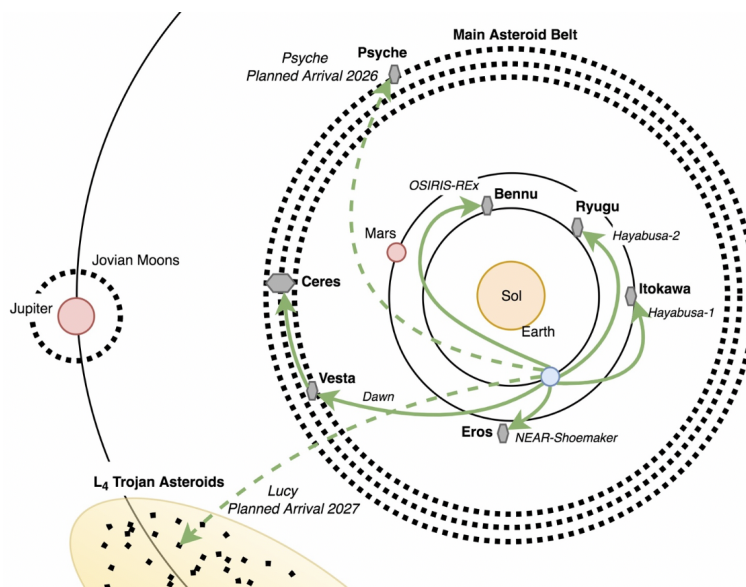 Main Asteroid Belt
Psyche
Psyche
Planned Arrival 2026
OSIRIS-REx
Bennu
Ryugu
Hayabusa-2
Mars
Jovian Moons
Jupiter
Ceres
Sol
Itokawa
Hayabusa-1
Earth
Vesta
Dawn
Eros
NEAR-Shoemaker
L₄ Trojan Asteroids
Lucy
Planned Arrival 2027